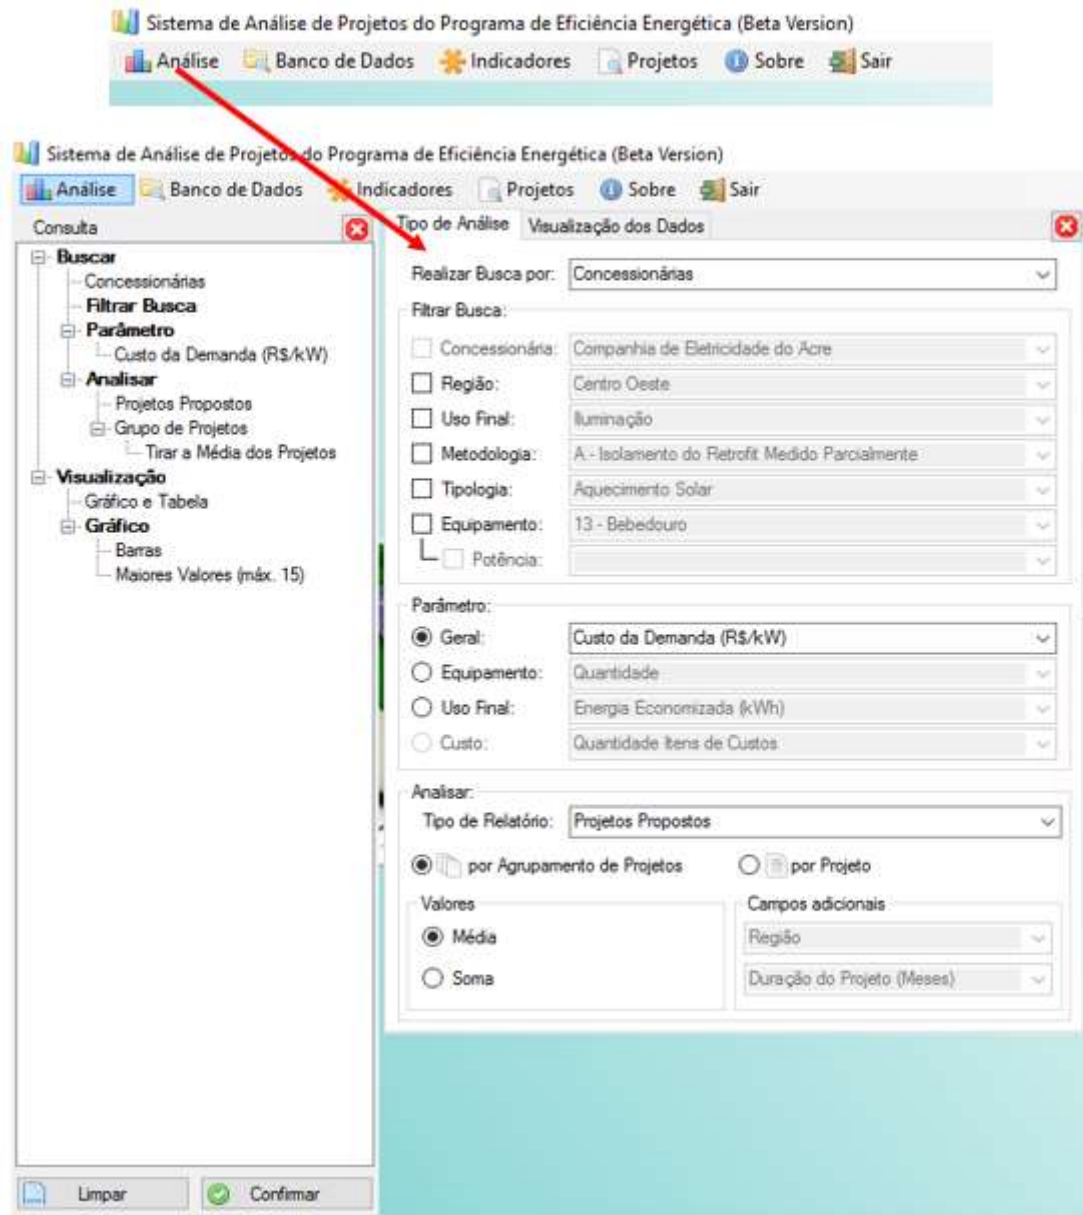 Sistema de Análise de Projetos do Programa de Eficiência Energética (Beta Version)
Análise Banco de Dados Indicadores Projetos Sobre Sair
Sistema de Análise de Projetos do Programa de Eficiência Energética (Beta Version)
Análise Banco de Dados Indicadores Projetos Sobre Sair
Consulta
Buscar
Concessionárias
Filtrar Busca
Parâmetro
Custo da Demanda (R$/kW)
Analisar
Projetos Propostos
Grupo de Projetos
Tirar a Média dos Projetos
Visualização
Gráfico e Tabela
Gráfico
Barras
Maiores Valores (máx. 15)
Limpar Confirmar
Tipo de Análise Visualização dos Dados
Realizar Busca por: Concessionárias
Filtrar Busca:
Concessionária: Companhia de Eletricidade do Acre
Região: Centro Oeste
Uso Final: Iluminação
Metodologia: A - Isolamento do Retrofit Medido Parcialmente
Tipologia: Aquecimento Solar
Equipamento: 13 - Bebedouro
Potência:
Parâmetro:
Geral: Custo da Demanda (R$/kW)
Equipamento: Quantidade
Uso Final: Energia Economizada (kWh)
Custo: Quantidade Itens de Custos
Analisar:
Tipo de Relatório: Projetos Propostos
por Agrupamento de Projetos por Projeto
Valores
Média
Soma
Campos adicionais
Região
Duração do Projeto (Meses)